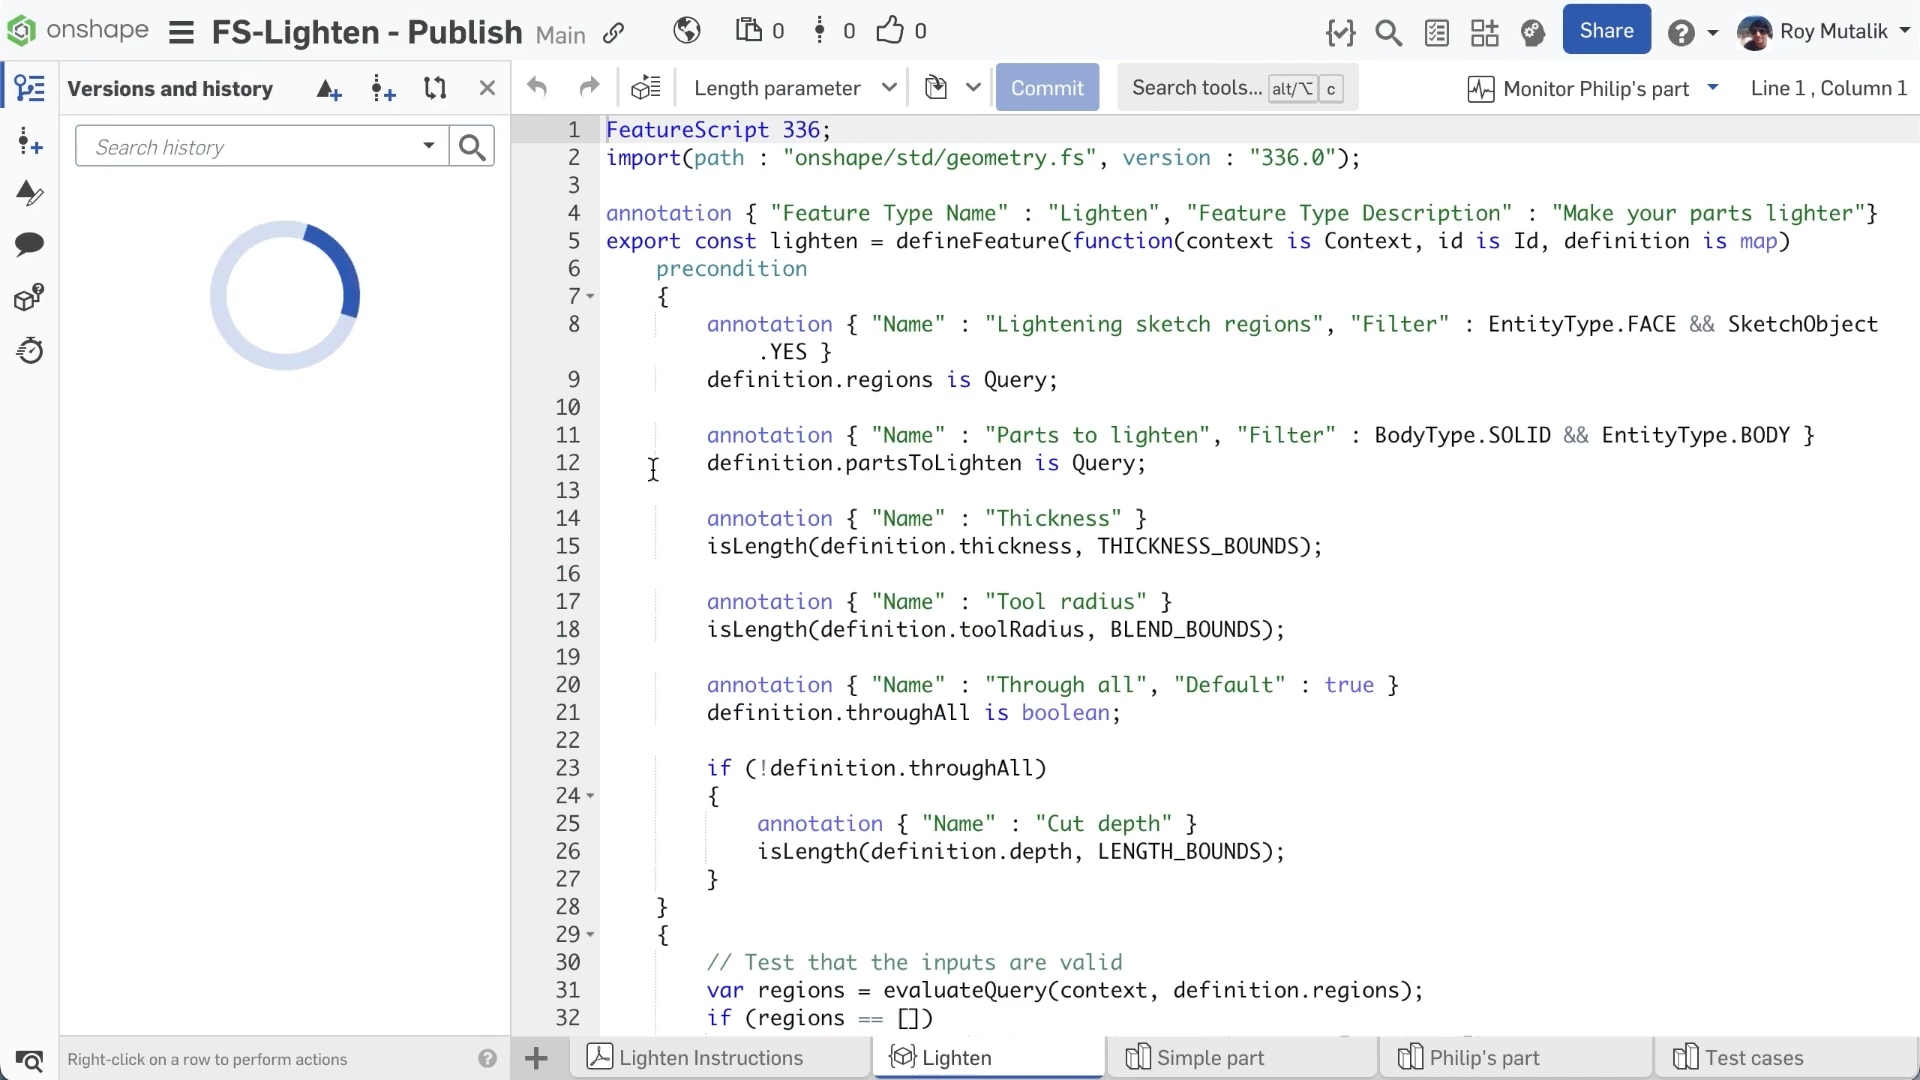 onshape FS-Lighten - Publish Main 0 0 0 Share Roy Mutalik
Versions and history Length parameter Commit Search tools... alt/⌥ c Monitor Philip's part Line 1 , Column 1
Search history
1 FeatureScript 336;
2 import(path : "onshape/std/geometry.fs", version : "336.0");
3
4 annotation { "Feature Type Name" : "Lighten", "Feature Type Description" : "Make your parts lighter"}
5 export const lighten = defineFeature(function(context is Context, id is Id, definition is map)
6 precondition
7 {
8 annotation { "Name" : "Lightening sketch regions", "Filter" : EntityType.FACE && SketchObject
.YES }
9 definition.regions is Query;
10
11 annotation { "Name" : "Parts to lighten", "Filter" : BodyType.SOLID && EntityType.BODY }
12 definition.partsToLighten is Query;
13
14 annotation { "Name" : "Thickness" }
15 isLength(definition.thickness, THICKNESS_BOUNDS);
16
17 annotation { "Name" : "Tool radius" }
18 isLength(definition.toolRadius, BLEND_BOUNDS);
19
20 annotation { "Name" : "Through all", "Default" : true }
21 definition.throughAll is boolean;
22
23 if (!definition.throughAll)
24 {
25 annotation { "Name" : "Cut depth" }
26 isLength(definition.depth, LENGTH_BOUNDS);
27 }
28 }
29 {
30 // Test that the inputs are valid
31 var regions = evaluateQuery(context, definition.regions);
32 if (regions == [])
Right-click on a row to perform actions Lighten Instructions Lighten Simple part Philip's part Test cases